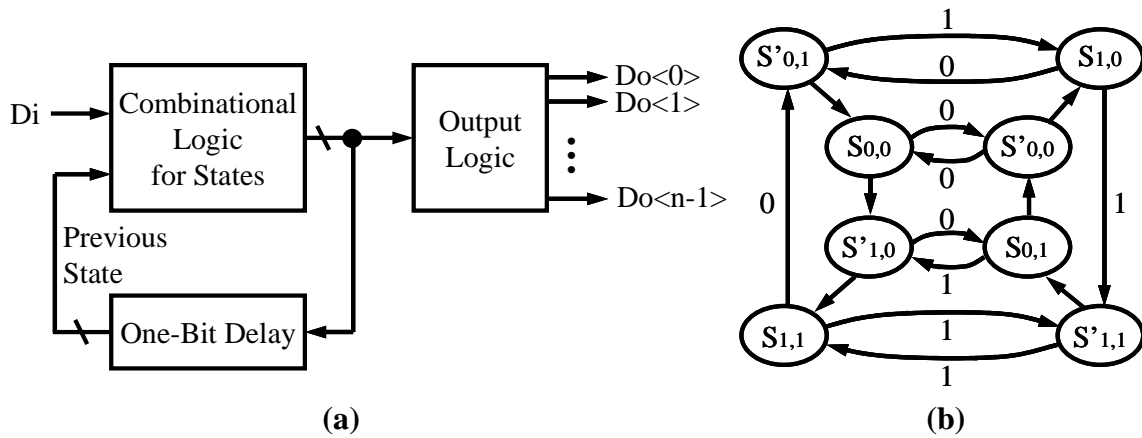 Di
Combinational
Logic
for States
Previous
State
One-Bit Delay
Output
Logic
Do<0>
Do<1>
Do<n-1>
(a)
S'0,1
1
0
S1,0
S0,0
0
0
S'0,0
0
1
S'1,0
0
1
S0,1
S1,1
1
1
S'1,1
(b)